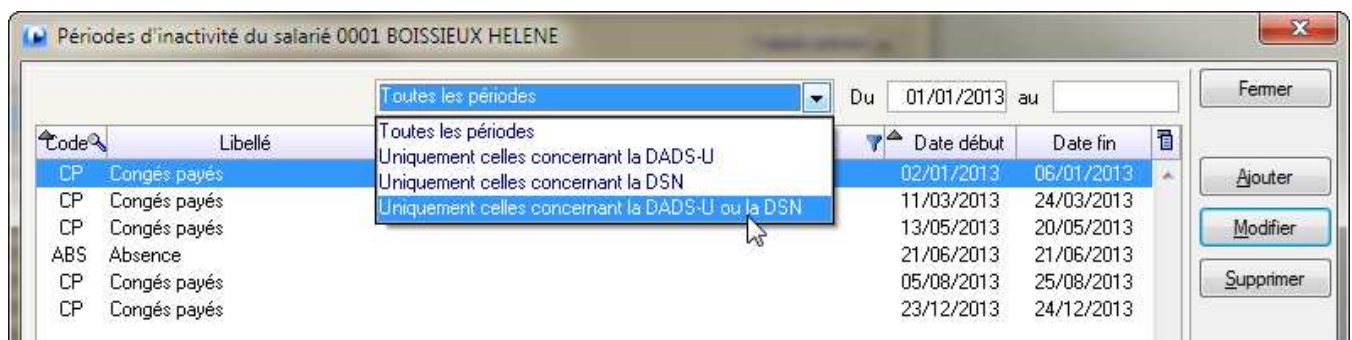 Périodes d'inactivité du salarié 0001 BOISSIEUX HELENE
Toutes les périodes
Du 01/01/2013 au
Fermer
Toutes les périodes
Uniquement celles concernant la DADS-U
Uniquement celles concernant la DSN
Uniquement celles concernant la DADS-U ou la DSN
Code Libellé Date début Date fin
CP Congés payés 02/01/2013 06/01/2013
CP Congés payés 11/03/2013 24/03/2013
CP Congés payés 13/05/2013 20/05/2013
ABS Absence 21/06/2013 21/06/2013
CP Congés payés 05/08/2013 25/08/2013
CP Congés payés 23/12/2013 24/12/2013
Ajouter
Modifier
Supprimer